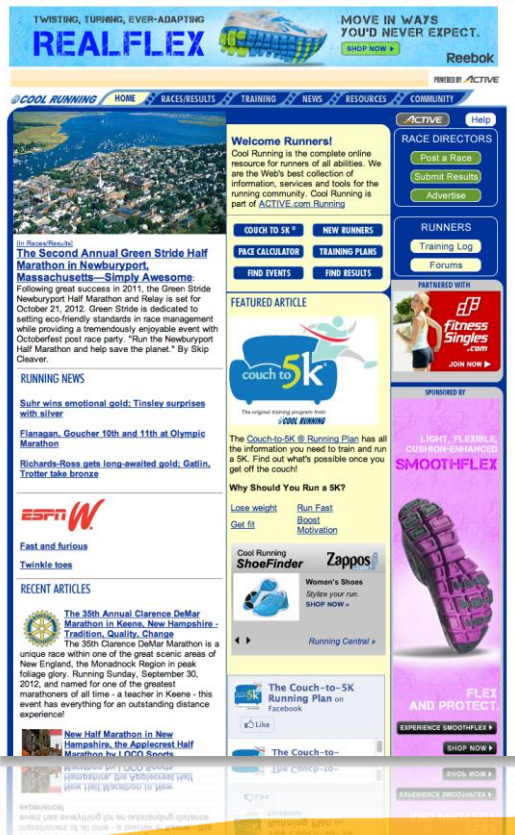 TWISTING, TURNING, EVER-ADAPTING
REALFLEX
MOVE IN WAYS
YOU'D NEVER EXPECT.
SHOP NOW
Reebok
POWERED BY ACTIVE
COOL RUNNING
HOME
RACES/RESULTS
TRAINING
NEWS
RESOURCES
COMMUNITY
[In Races/Results]
The Second Annual Green Stride Half
Marathon in Newburyport,
Massachusetts—Simply Awesome:
Following great success in 2011, the Green Stride
Newburyport Half Marathon and Relay is set for
October 21, 2012. Green Stride is dedicated to
setting eco-friendly standards in race management
while providing a tremendously enjoyable event with
Octoberfest post race party. "Run the Newburyport
Half Marathon and help save the planet." By Skip
Cleaver.
RUNNING NEWS
Suhr wins emotional gold; Tinsley surprises
with silver
Flanagan, Goucher 10th and 11th at Olympic
Marathon
Richards-Ross gets long-awaited gold; Gatlin,
Trotter take bronze
ESPN W
Fast and furious
Twinkle toes
RECENT ARTICLES
The 35th Annual Clarence DeMar
Marathon in Keene, New Hampshire -
Tradition, Quality, Change
The 35th Clarence DeMar Marathon is a
unique race within one of the great scenic areas of
New England, the Monadnock Region in peak
foliage glory. Running Sunday, September 30,
2012, and named for one of the greatest
marathoners of all time - a teacher in Keene - this
event has everything for an outstanding distance
experience!
New Half Marathon in New
Hampshire, the Applecrest Half
Marathon by LOCO Sports
Welcome Runners!
Cool Running is the complete online
resource for runners of all abilities. We
are the Web's best collection of
information, services and tools for the
running community. Cool Running is
part of ACTIVE.com Running
COUCH TO 5K ®
NEW RUNNERS
PACE CALCULATOR
TRAINING PLANS
FIND EVENTS
FIND RESULTS
FEATURED ARTICLE
couch to 5k
The original training program from
COOL RUNNING
The Couch-to-5K ® Running Plan has all
the information you need to train and run
a 5K. Find out what's possible once you
get off the couch!
Why Should You Run a 5K?
Lose weight
Run Fast
Get fit
Boost
Motivation
Cool Running
ShoeFinder
Zappos
Women's Shoes
Stylize your run.
SHOP NOW »
Running Central »
The Couch-to-5K
Running Plan on
Facebook
Like
The Couch-to-
ACTIVE
Help
RACE DIRECTORS
Post a Race
Submit Results
Advertise
RUNNERS
Training Log
Forums
PARTNERED WITH
fitness
Singles
.com
JOIN NOW
SPONSORED BY
LIGHT, FLEXIBLE,
CUSHION-ENHANCED
SMOOTHFLEX
FLEX
AND PROTECT.
EXPERIENCE SMOOTHFLEX
SHOP NOW